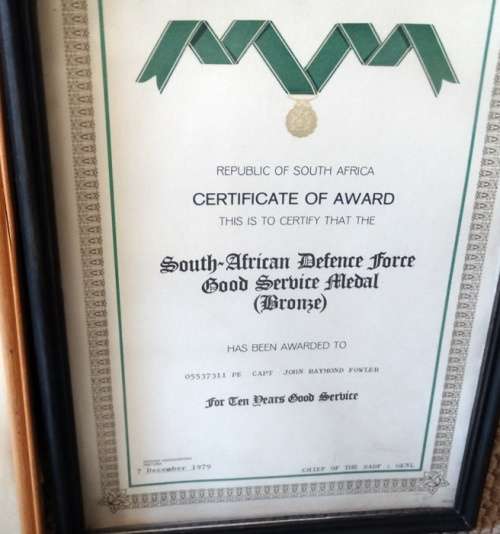 REPUBLIC OF SOUTH AFRICA
CERTIFICATE OF AWARD
THIS IS TO CERTIFY THAT THE
South-African Defence Force
Good Service Medal
(Bronze)
HAS BEEN AWARDED TO
05537311 PE CAPT JOHN RAYMOND FOWLER
For Ten Years Good Service
7 December 1979
CHIEF OF THE SADF : GENL